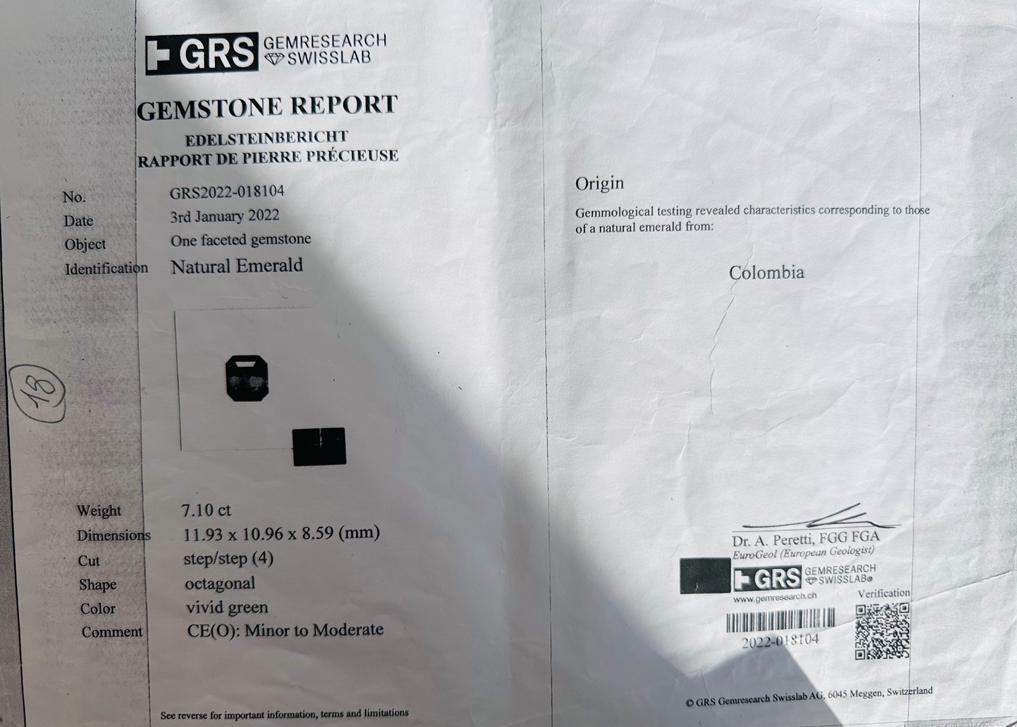 GRS GEMRESEARCH
SWISSLAB
GEMSTONE REPORT
EDELSTEINBERICHT
RAPPORT DE PIERRE PRÉCIEUSE
No. GRS2022-018104
Date 3rd January 2022
Object One faceted gemstone
Identification Natural Emerald
18
Weight 7.10 ct
Dimensions 11.93 x 10.96 x 8.59 (mm)
Cut step/step (4)
Shape octagonal
Color vivid green
Comment CE(O): Minor to Moderate
See reverse for important information, terms and limitations
Origin
Gemmological testing revealed characteristics corresponding to those
of a natural emerald from:
Colombia
Dr. A. Peretti, FGG FGA
EuroGeol (European Geologist)
GRS GEMRESEARCH
SWISSLAB®
www.gemresearch.ch
Verification
2022-018104
© GRS Gemresearch Swisslab AG, 6045 Meggen, Switzerland